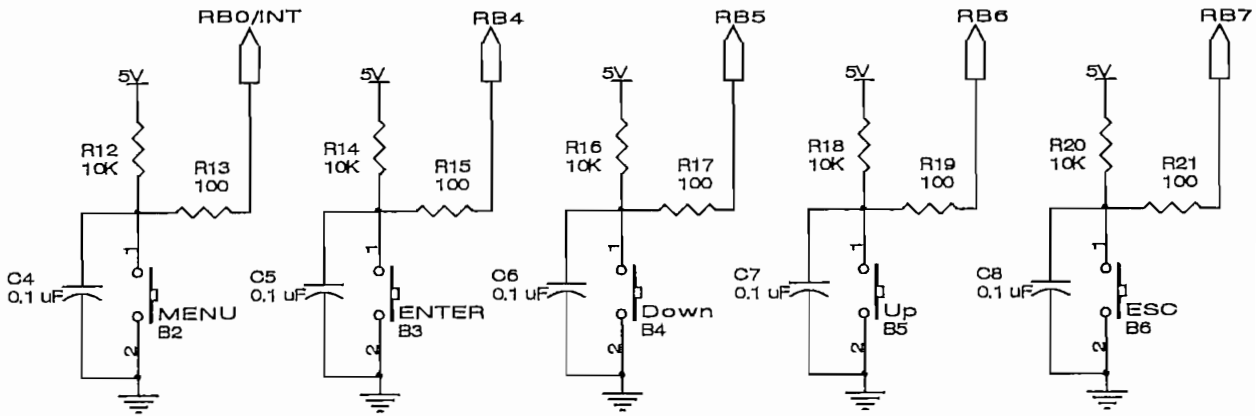 RB0/INT
RB4
RB5
RB6
RB7
5V
5V
5V
5V
5V
R12
10K
R13
100
R14
10K
R15
100
R16
10K
R17
100
R18
10K
R19
100
R20
10K
R21
100
1
1
1
1
1
C4
0.1 uF
MENU
B2
C5
0.1 uF
ENTER
B3
C6
0.1 uF
Down
B4
C7
0.1 uF
Up
B5
C8
0.1 uF
ESC
B6
2
2
2
2
2